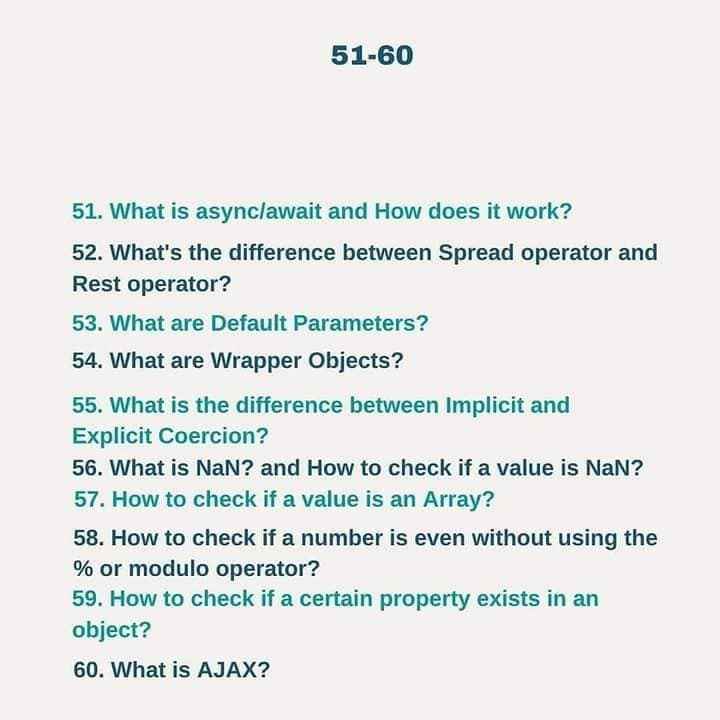 51-60
51. What is async/await and How does it work?
52. What's the difference between Spread operator and
Rest operator?
53. What are Default Parameters?
54. What are Wrapper Objects?
55. What is the difference between Implicit and
Explicit Coercion?
56. What is NaN? and How to check if a value is NaN?
57. How to check if a value is an Array?
58. How to check if a number is even without using the
% or modulo operator?
59. How to check if a certain property exists in an
object?
60. What is AJAX?